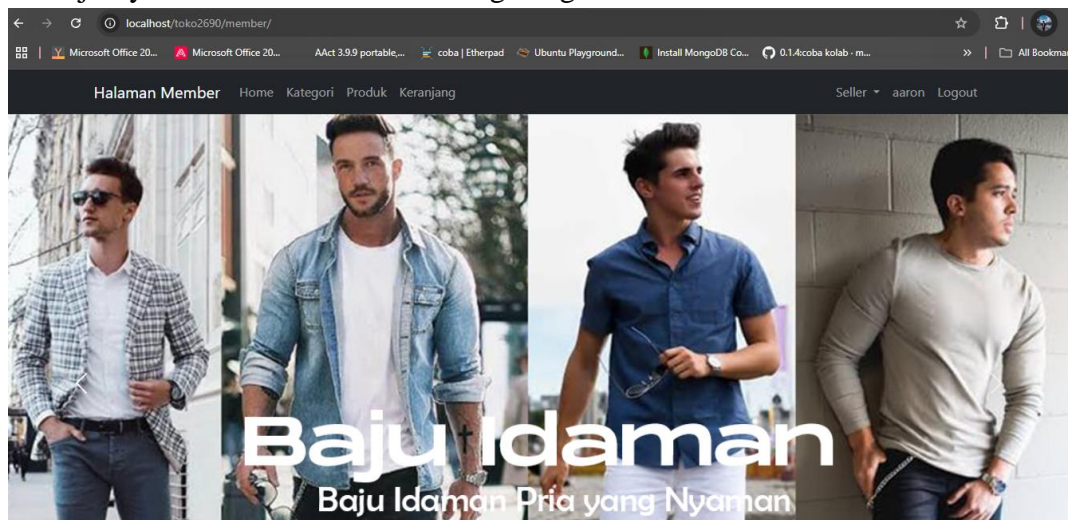 localhost/toko2690/member/
Microsoft Office 20... Microsoft Office 20... AAct 3.9.9 portable,... coba | Etherpad Ubuntu Playground... Install MongoDB Co... 0.1.4:coba kolab - m... » All Bookma
Halaman Member Home Kategori Produk Keranjang Seller aaron Logout
Baju Idaman
Baju Idaman Pria yang Nyaman